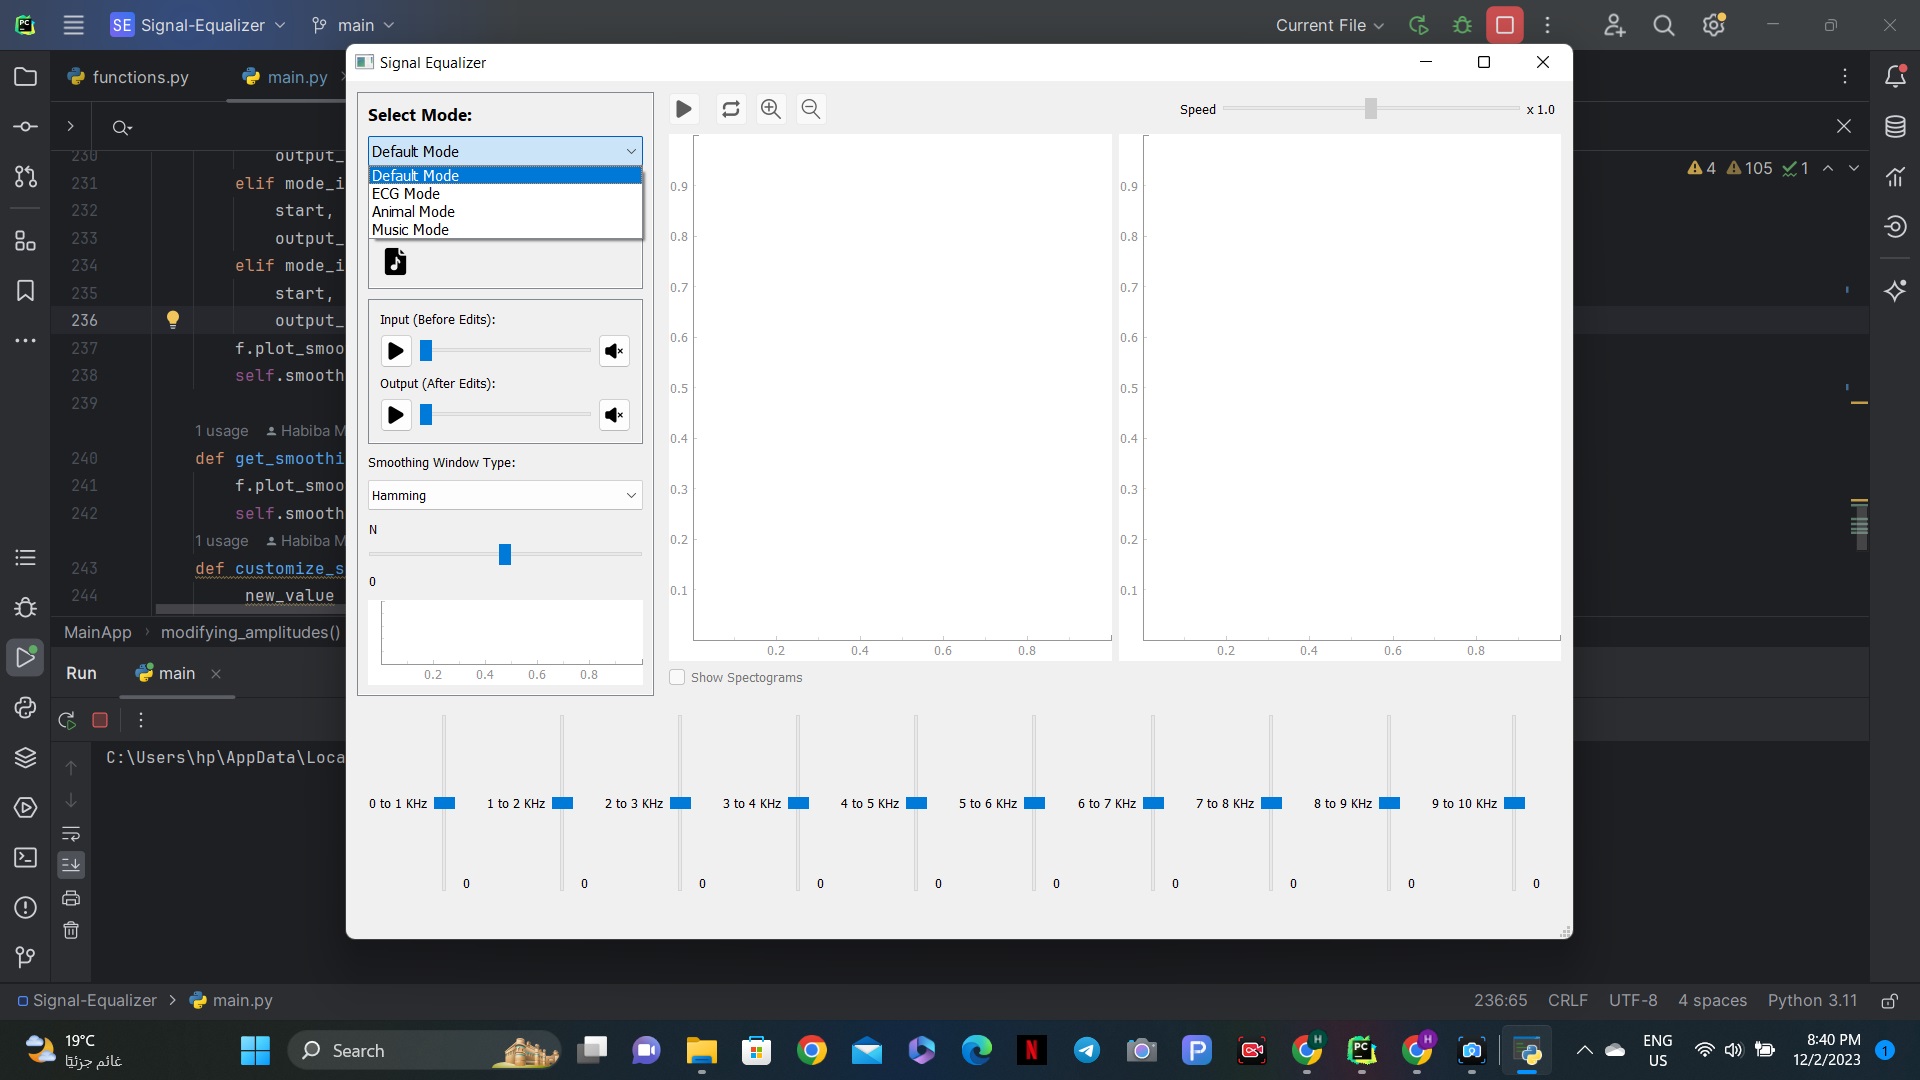 SE Signal-Equalizer main Current File
functions.py main.py
Signal Equalizer
Select Mode:
Default Mode
Default Mode
ECG Mode
Animal Mode
Music Mode
Input (Before Edits):
Output (After Edits):
Smoothing Window Type:
Hamming
N
0
0.2 0.4 0.6 0.8
Speed x 1.0
0.9
0.8
0.7
0.6
0.5
0.4
0.3
0.2
0.1
0.2 0.4 0.6 0.8
0.9
0.8
0.7
0.6
0.5
0.4
0.3
0.2
0.1
0.2 0.4 0.6 0.8
Show Spectograms
0 to 1 KHz 1 to 2 KHz 2 to 3 KHz 3 to 4 KHz 4 to 5 KHz 5 to 6 KHz 6 to 7 KHz 7 to 8 KHz 8 to 9 KHz 9 to 10 KHz
0 0 0 0 0 0 0 0 0 0
4 105 1
230 output_
231 elif mode_i
232 start,
233 output_
234 elif mode_i
235 start,
236 output_
237 f.plot_smoo
238 self.smooth
239
1 usage Habiba M
240 def get_smoothi
241 f.plot_smoo
242 self.smooth
1 usage Habiba M
243 def customize_s
244 new_value
MainApp › modifying_amplitudes()
Run main
C:\Users\hp\AppData\Loca
Signal-Equalizer > main.py 236:65 CRLF UTF-8 4 spaces Python 3.11
19°C
غائم جزئيًا
Search
ENG
US
8:40 PM
12/2/2023
1